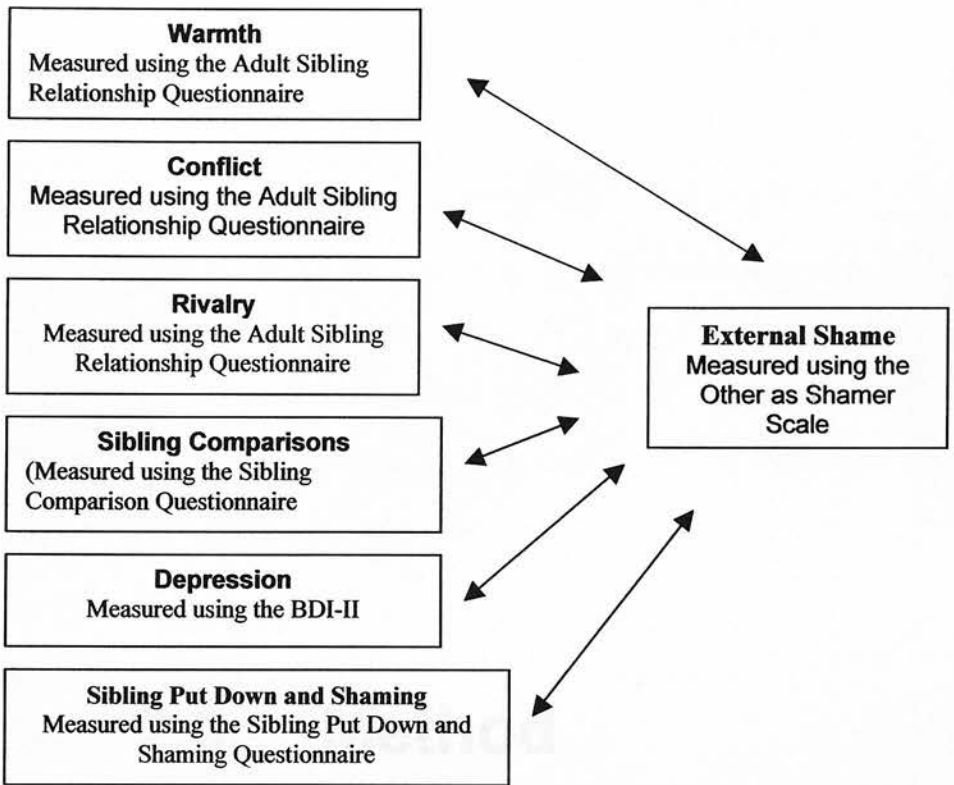 Warmth
Measured using the Adult Sibling
Relationship Questionnaire
Conflict
Measured using the Adult Sibling
Relationship Questionnaire
Rivalry
Measured using the Adult Sibling
Relationship Questionnaire
Sibling Comparisons
(Measured using the Sibling
Comparison Questionnaire
Depression
Measured using the BDI-II
Sibling Put Down and Shaming
Measured using the Sibling Put Down and
Shaming Questionnaire
External Shame
Measured using the
Other as Shamer
Scale